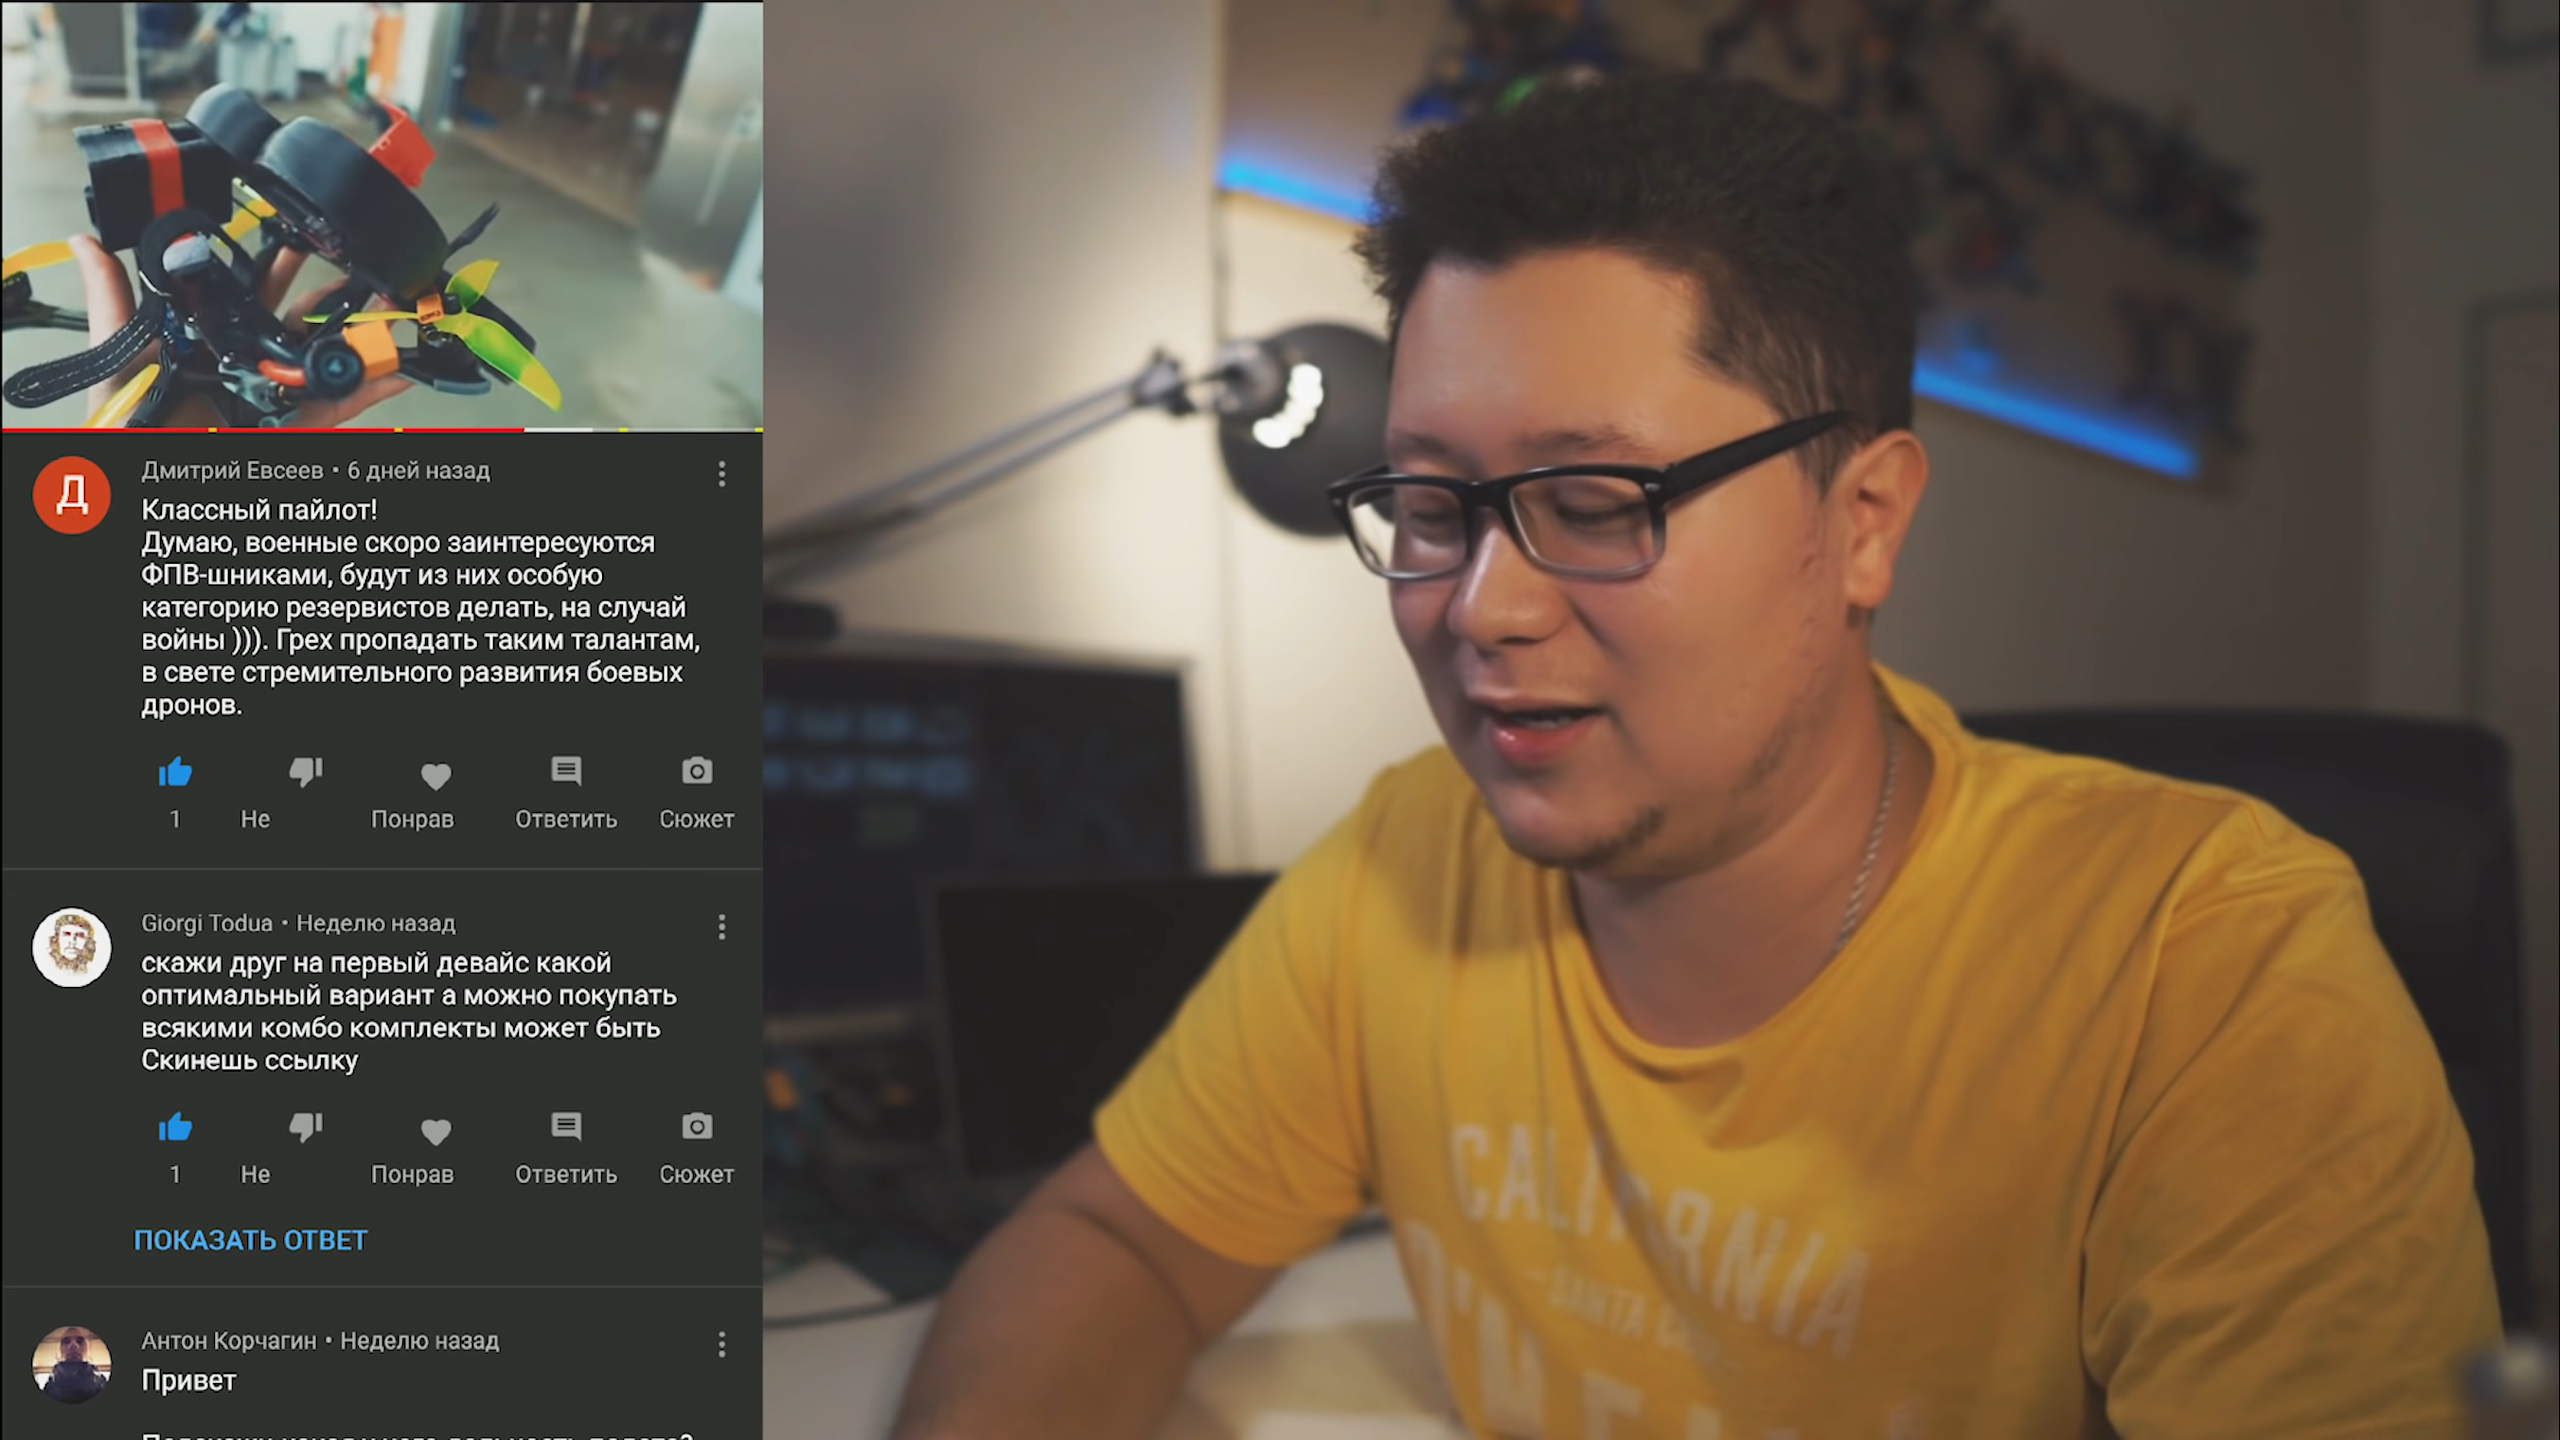 Дмитрий Евсеев • 6 дней назад
Д
Классный пайлот!
Думаю, военные скоро заинтересуются
ФПВ-шниками, будут из них особую
категорию резервистов делать, на случай
войны ))). Грех пропадать таким талантам,
в свете стремительного развития боевых
дронов.
1 Не Понрав Ответить Сюжет
Giorgi Todua • Неделю назад
скажи друг на первый девайс какой
оптимальный вариант а можно покупать
всякими комбо комплекты может быть
Скинешь ссылку
1 Не Понрав Ответить Сюжет
ПОКАЗАТЬ ОТВЕТ
Антон Корчагин • Неделю назад
Привет
CALIFORNIA